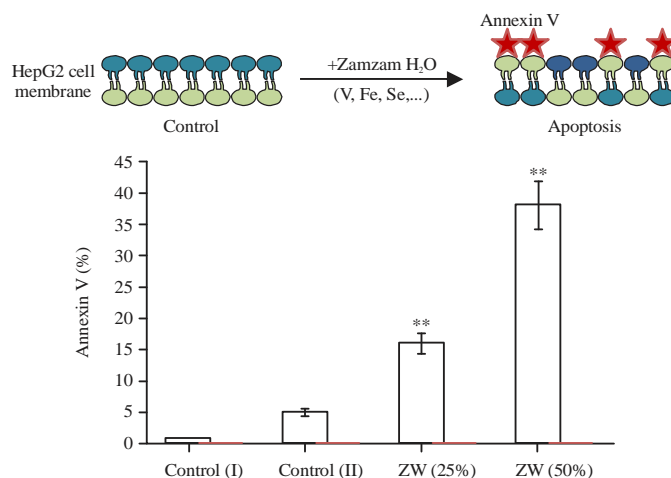 Annexin V
HepG2 cell
membrane
+Zamzam H₂O
(V, Fe, Se,...)
Control
Apoptosis
45
40
35
30
25
20
15
10
5
0
Annexin V (%)
**
**
Control (I)
Control (II)
ZW (25%)
ZW (50%)